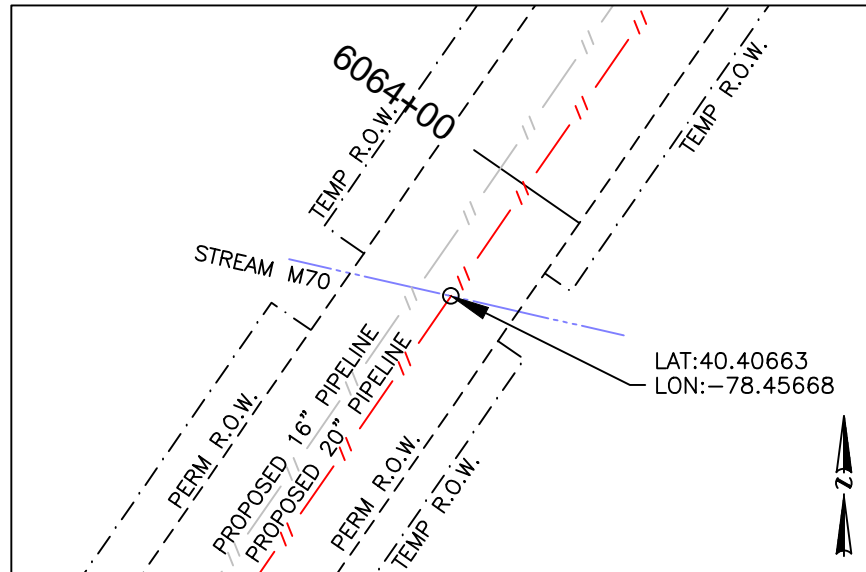 6064+00
TEMP R.O.W.
TEMP R.O.W.
STREAM M70
LAT:40.40663
LON:-78.45668
PERM R.O.W.
PROPOSED 16" PIPELINE
PROPOSED 20" PIPELINE
PERM R.O.W.
TEMP R.O.W.
Z